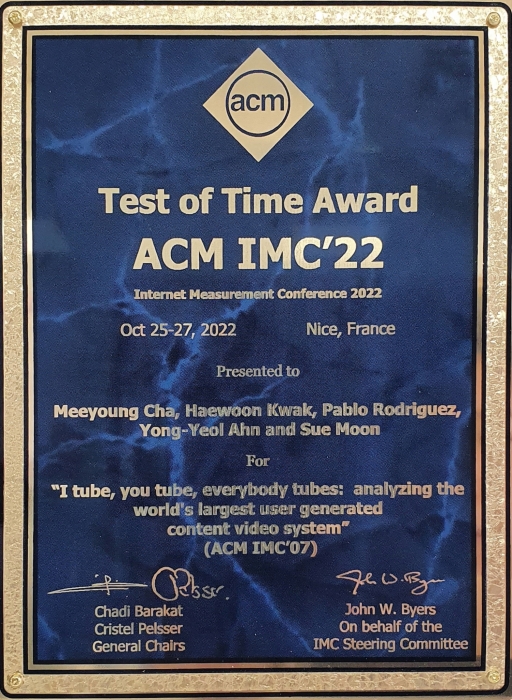 acm
Test of Time Award
ACM IMC'22
Internet Measurement Conference 2022
Oct 25-27, 2022 Nice, France
Presented to
Meeyoung Cha, Haewoon Kwak, Pablo Rodriguez,
Yong-Yeol Ahn and Sue Moon
For
"I tube, you tube, everybody tubes: analyzing the
world's largest user generated
content video system"
(ACM IMC'07)
Pelsser. John W. Byers
Chadi Barakat John W. Byers
Cristel Pelsser On behalf of the
General Chairs IMC Steering Committee